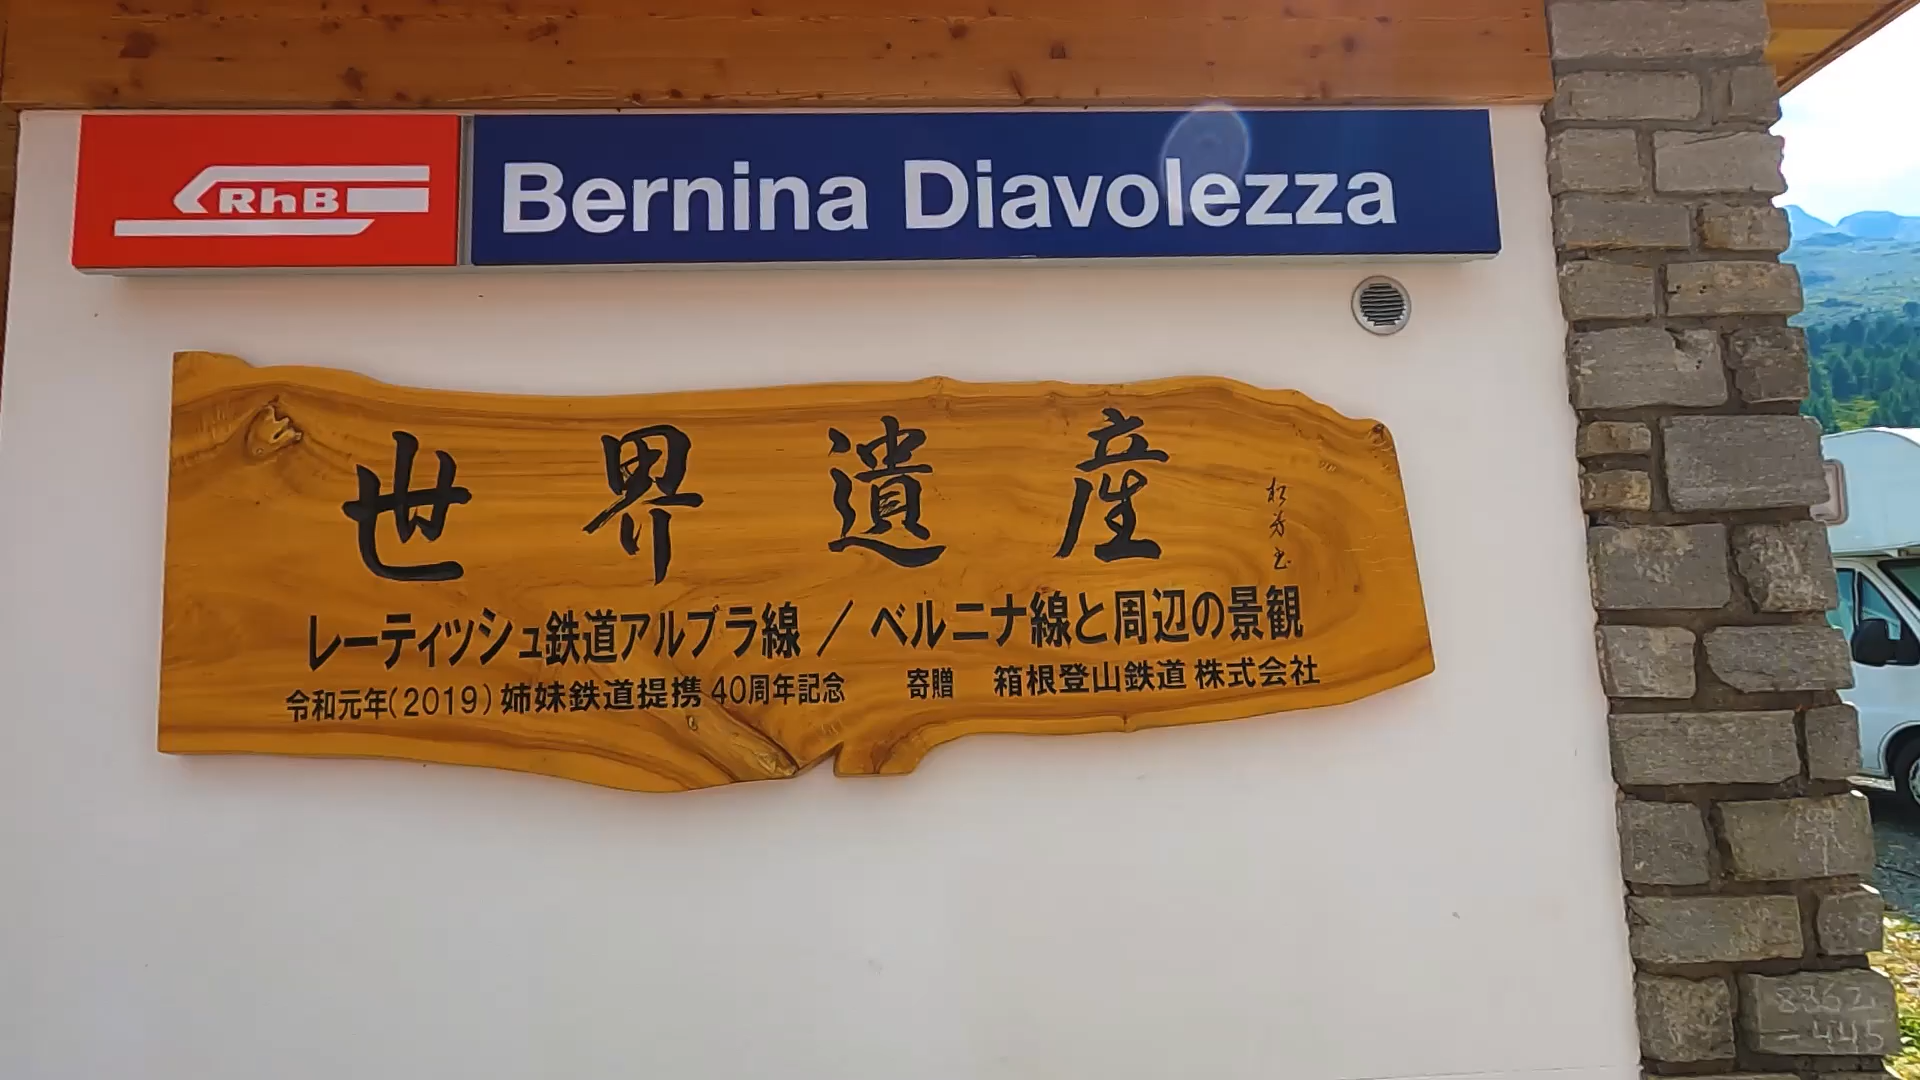 RhB
Bernina Diavolezza
世界遺産
レーティッシュ鉄道アルブラ線／ベルニナ線と周辺の景観
令和元年(2019)姉妹鉄道提携40周年記念 寄贈 箱根登山鉄道株式会社